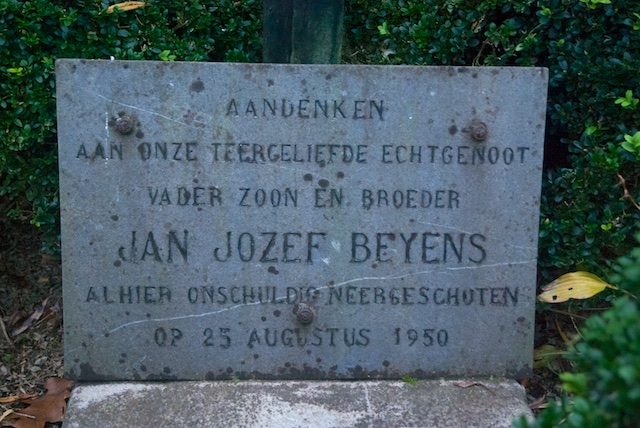 AANDENKEN
AAN ONZE TEERGELIEFDE ECHTGENOOT
VADER ZOON EN BROEDER
JAN JOZEF BEYENS
ALHIER ONSCHULDIG NEERGESCHOTEN
OP 25 AUGUSTUS 1950